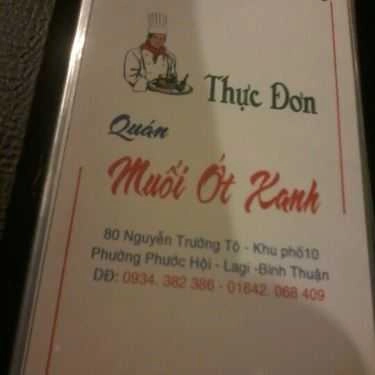 Thực Đơn
Quán
Muối Ớt Xanh
80 Nguyễn Trường Tộ - Khu phố10
Phường Phước Hội - Lagi -Bình Thuận
DĐ: 0934. 382 386 - 01642. 068 409